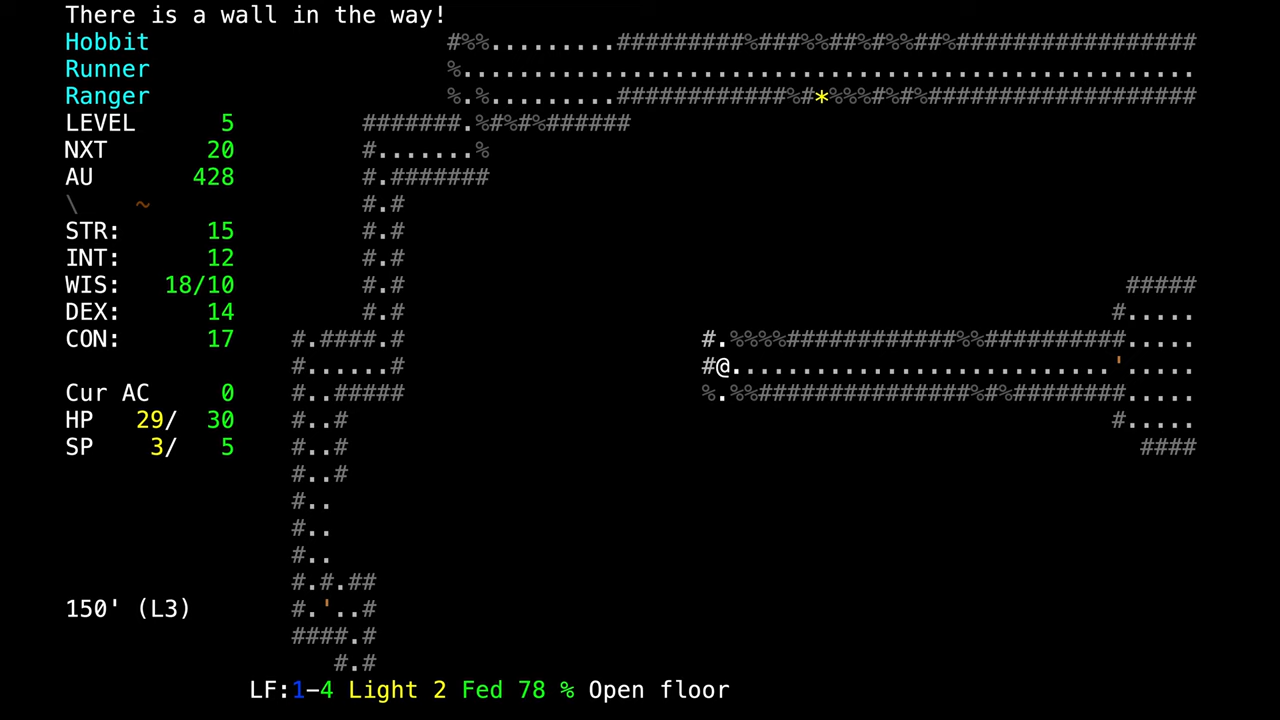 There is a wall in the way!
Hobbit #%%.........#########%###%%##%#%%##%#################
Runner %.....................................................
Ranger %.%.........############%#*%%%#%#%###################
LEVEL 5 #######.%#%#%######
NXT 20 #.......%
AU 428 #.#######
\ ~ #.#
STR: 15 #.#
INT: 12 #.#
WIS: 18/10 #.# #####
DEX: 14 #.# #.....
CON: 17 #.####.# #.%%%%############%%##########.....
#......# #@...........................'.....
Cur AC 0 #..##### %.%%###############%#%########.....
HP 29/ 30 #..# #.....
SP 3/ 5 #..# ####
#..#
#..
#..
#..
#.#.##
150' (L3) #.'..#
####.#
#.#
LF:1–4 Light 2 Fed 78 % Open floor